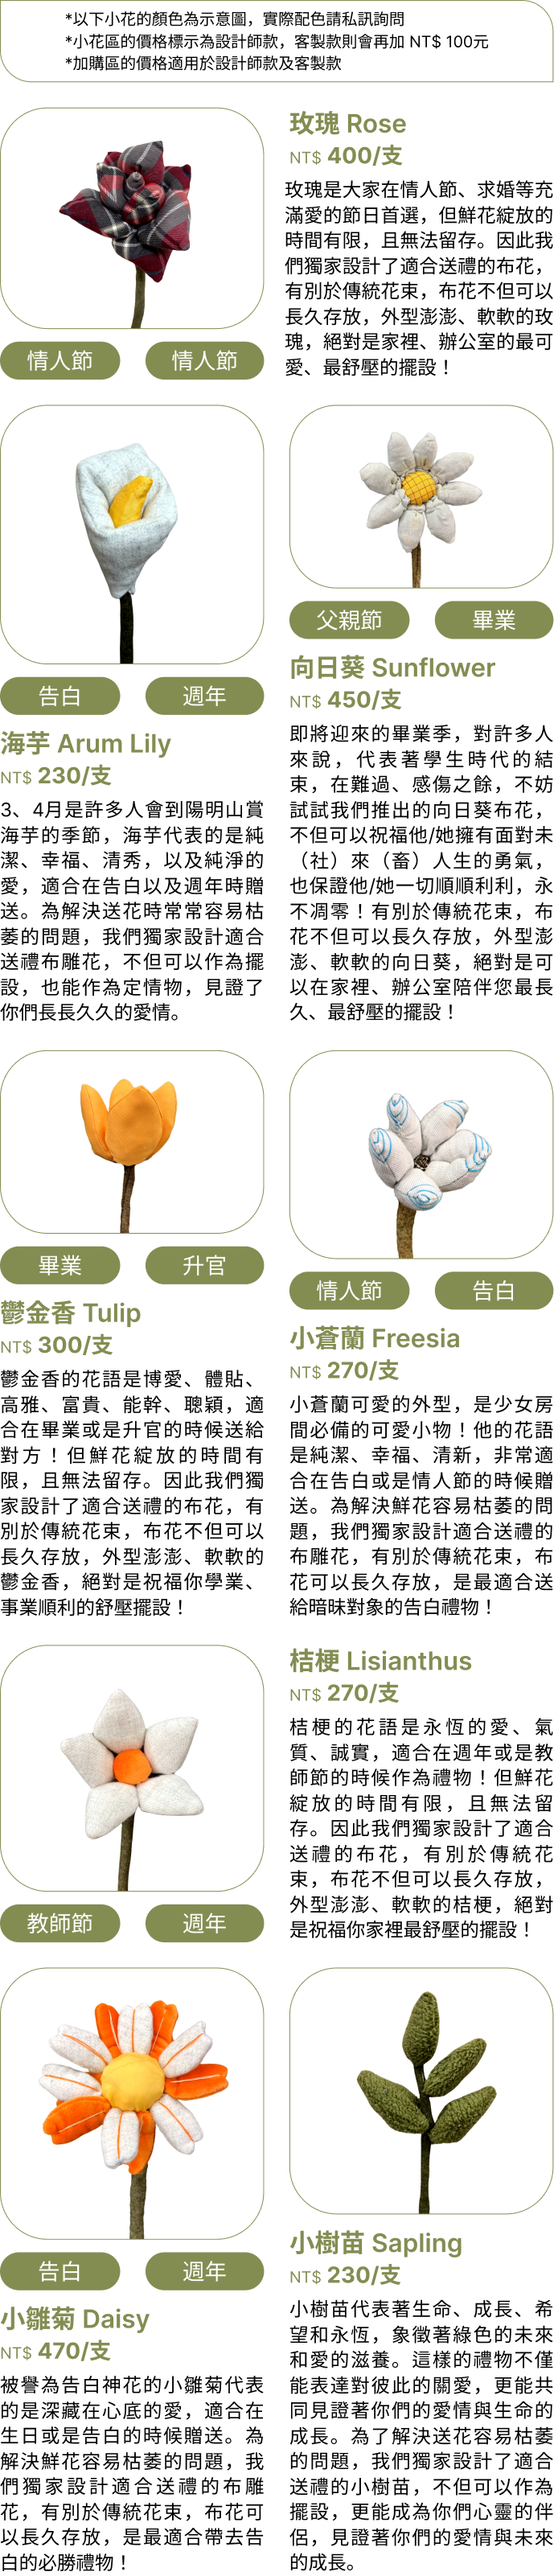 *以下小花的顏色為示意圖，實際配色請私訊詢問
*小花區的價格標示為設計師款，客製款則會再加 NT$ 100元
*加購區的價格適用於設計師款及客製款
玫瑰 Rose
NT$ 400/支
玫瑰是大家在情人節、求婚等充
滿愛的節日首選，但鮮花綻放的
時間有限，且無法留存。因此我
們獨家設計了適合送禮的布花，
有別於傳統花束，布花不但可以
長久存放，外型澎澎、軟軟的玫
瑰，絕對是家裡、辦公室的最可
愛、最舒壓的擺設！
情人節
情人節
告白
週年
海芋 Arum Lily
NT$ 230/支
3、4月是許多人會到陽明山賞
海芋的季節，海芋代表的是純
潔、幸福、清秀，以及純淨的
愛，適合在告白以及週年時贈
送。為解決送花時常常容易枯
萎的問題，我們獨家設計適合
送禮布雕花，不但可以作為擺
設，也能作為定情物，見證了
你們長長久久的愛情。
父親節
畢業
向日葵 Sunflower
NT$ 450/支
即將迎來的畢業季，對許多人
來說，代表著學生時代的結
束，在難過、感傷之餘，不妨
試試我們推出的向日葵布花，
不但可以祝福他/她擁有面對未
（社）來（畜）人生的勇氣，
也保證他/她一切順順利利，永
不凋零！有別於傳統花束，布
花不但可以長久存放，外型澎
澎、軟軟的向日葵，絕對是可
以在家裡、辦公室陪伴您最長
久、最舒壓的擺設！
畢業
升官
鬱金香 Tulip
NT$ 300/支
鬱金香的花語是博愛、體貼、
高雅、富貴、能幹、聰穎，適
合在畢業或是升官的時候送給
對方！但鮮花綻放的時間有
限，且無法留存。因此我們獨
家設計了適合送禮的布花，有
別於傳統花束，布花不但可以
長久存放，外型澎澎、軟軟的
鬱金香，絕對是祝福你學業、
事業順利的舒壓擺設！
情人節
告白
小蒼蘭 Freesia
NT$ 270/支
小蒼蘭可愛的外型，是少女房
間必備的可愛小物！他的花語
是純潔、幸福、清新，非常適
合在告白或是情人節的時候贈
送。為解決鮮花容易枯萎的問
題，我們獨家設計適合送禮的
布雕花，有別於傳統花束，布
花可以長久存放，是最適合送
給暗昧對象的告白禮物！
教師節
週年
桔梗 Lisianthus
NT$ 270/支
桔梗的花語是永恆的愛、氣
質、誠實，適合在週年或是教
師節的時候作為禮物！但鮮花
綻放的時間有限，且無法留
存。因此我們獨家設計了適合
送禮的布花，有別於傳統花
束，布花不但可以長久存放，
外型澎澎、軟軟的桔梗，絕對
是祝福你家裡最舒壓的擺設！
告白
週年
小雛菊 Daisy
NT$ 470/支
被譽為告白神花的小雛菊代表
的是深藏在心底的愛，適合在
生日或是告白的時候贈送。為
解決鮮花容易枯萎的問題，我
們獨家設計適合送禮的布雕
花，有別於傳統花束，布花可
以長久存放，是最適合帶去告
白的必勝禮物！
小樹苗 Sapling
NT$ 230/支
小樹苗代表著生命、成長、希
望和永恆，象徵著綠色的未來
和愛的滋養。這樣的禮物不僅
能表達對彼此的關愛，更能共
同見證著你們的愛情與生命的
成長。為了解決送花容易枯萎
的問題，我們獨家設計了適合
送禮的小樹苗，不但可以作為
擺設，更能成為你們心靈的伴
侶，見證著你們的愛情與未來
的成長。